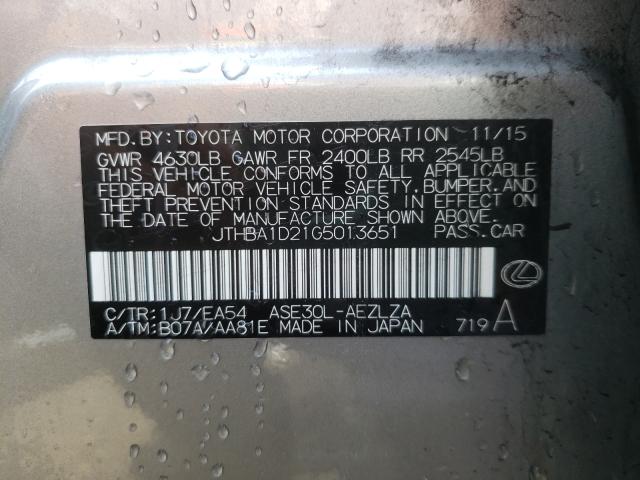 MFD. BY: TOYOTA MOTOR CORPORATION 11/15
GVWR 4630LB GAWR FR 2400LB RR 2545LB
THIS VEHICLE CONFORMS TO ALL APPLICABLE
FEDERAL MOTOR VEHICLE SAFETY, BUMPER, AND
THEFT PREVENTION STANDARDS IN EFFECT ON
THE DATE OF MANUFACTURE SHOWN ABOVE.
JTHBA1D21G5013651 PASS. CAR
C/TR: 1J7/EA54 ASE30L-AEZLZA
A/TM: B07A/AA81E MADE IN JAPAN 719 A